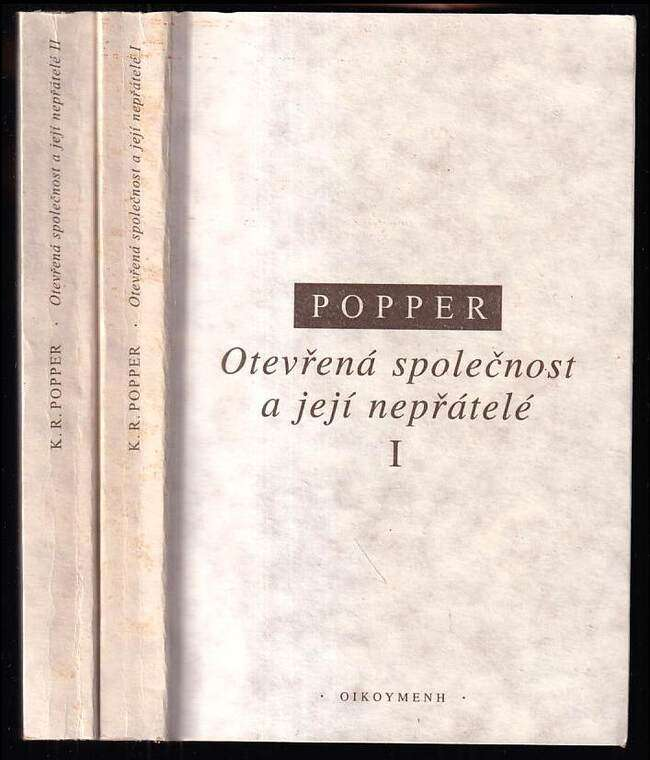 K. R. POPPER · Otevřená společnost a její nepřátelé II
K. R. POPPER · Otevřená společnost a její nepřátelé I
POPPER
Otevřená společnost
a její nepřátelé
I
· OIKOYMENH ·